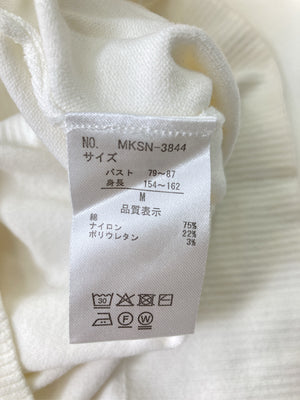 NO. MKSN-3844
サイズ
バスト 79~87
身長 154~162
M
品質表示
綿 75%
ナイロン 22%
ポリウレタン 3%
30
P W